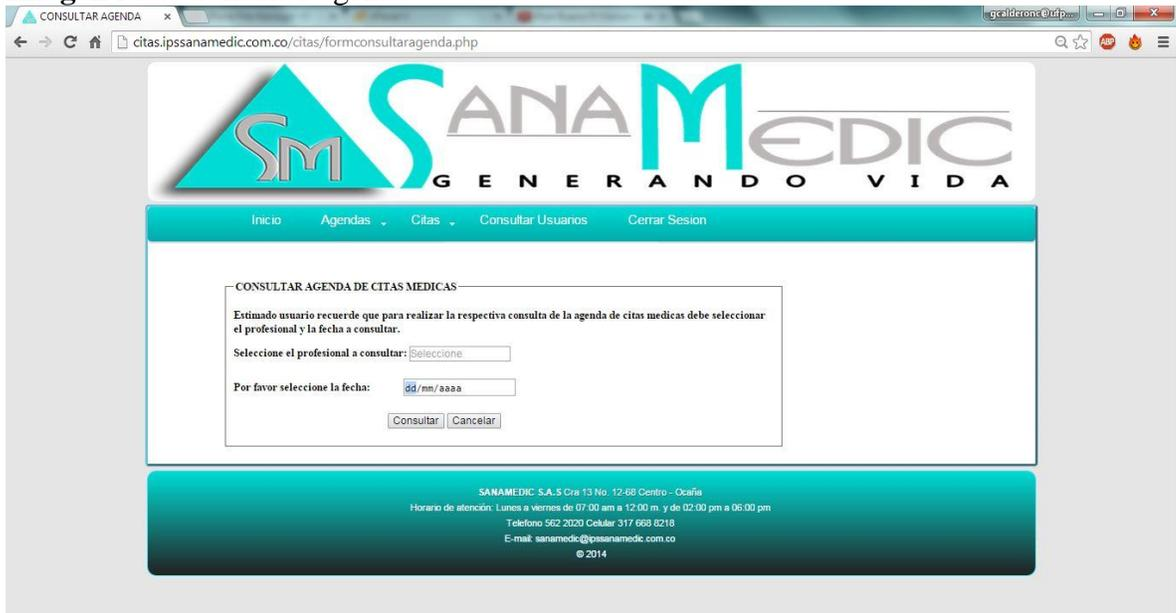 CONSULTAR AGENDA
gcalderonc@ufp...
citas.ipssanamedic.com.co/citas/formconsultaragenda.php
ABP
SM
SANAMEDIC
GENERANDO VIDA
Inicio Agendas Citas Consultar Usuarios Cerrar Sesion
CONSULTAR AGENDA DE CITAS MEDICAS
Estimado usuario recuerde que para realizar la respectiva consulta de la agenda de citas medicas debe seleccionar
el profesional y la fecha a consultar.
Seleccione el profesional a consultar: Seleccione
Por favor seleccione la fecha: dd/mm/aaaa
Consultar Cancelar
SANAMEDIC S.A.S Cra 13 No. 12-68 Centro - Ocaña
Horario de atención: Lunes a viernes de 07:00 am a 12:00 m. y de 02:00 pm a 06:00 pm
Telefono 562 2020 Celular 317 668 8218
E-mail: sanamedic@ipssanamedic.com.co
© 2014